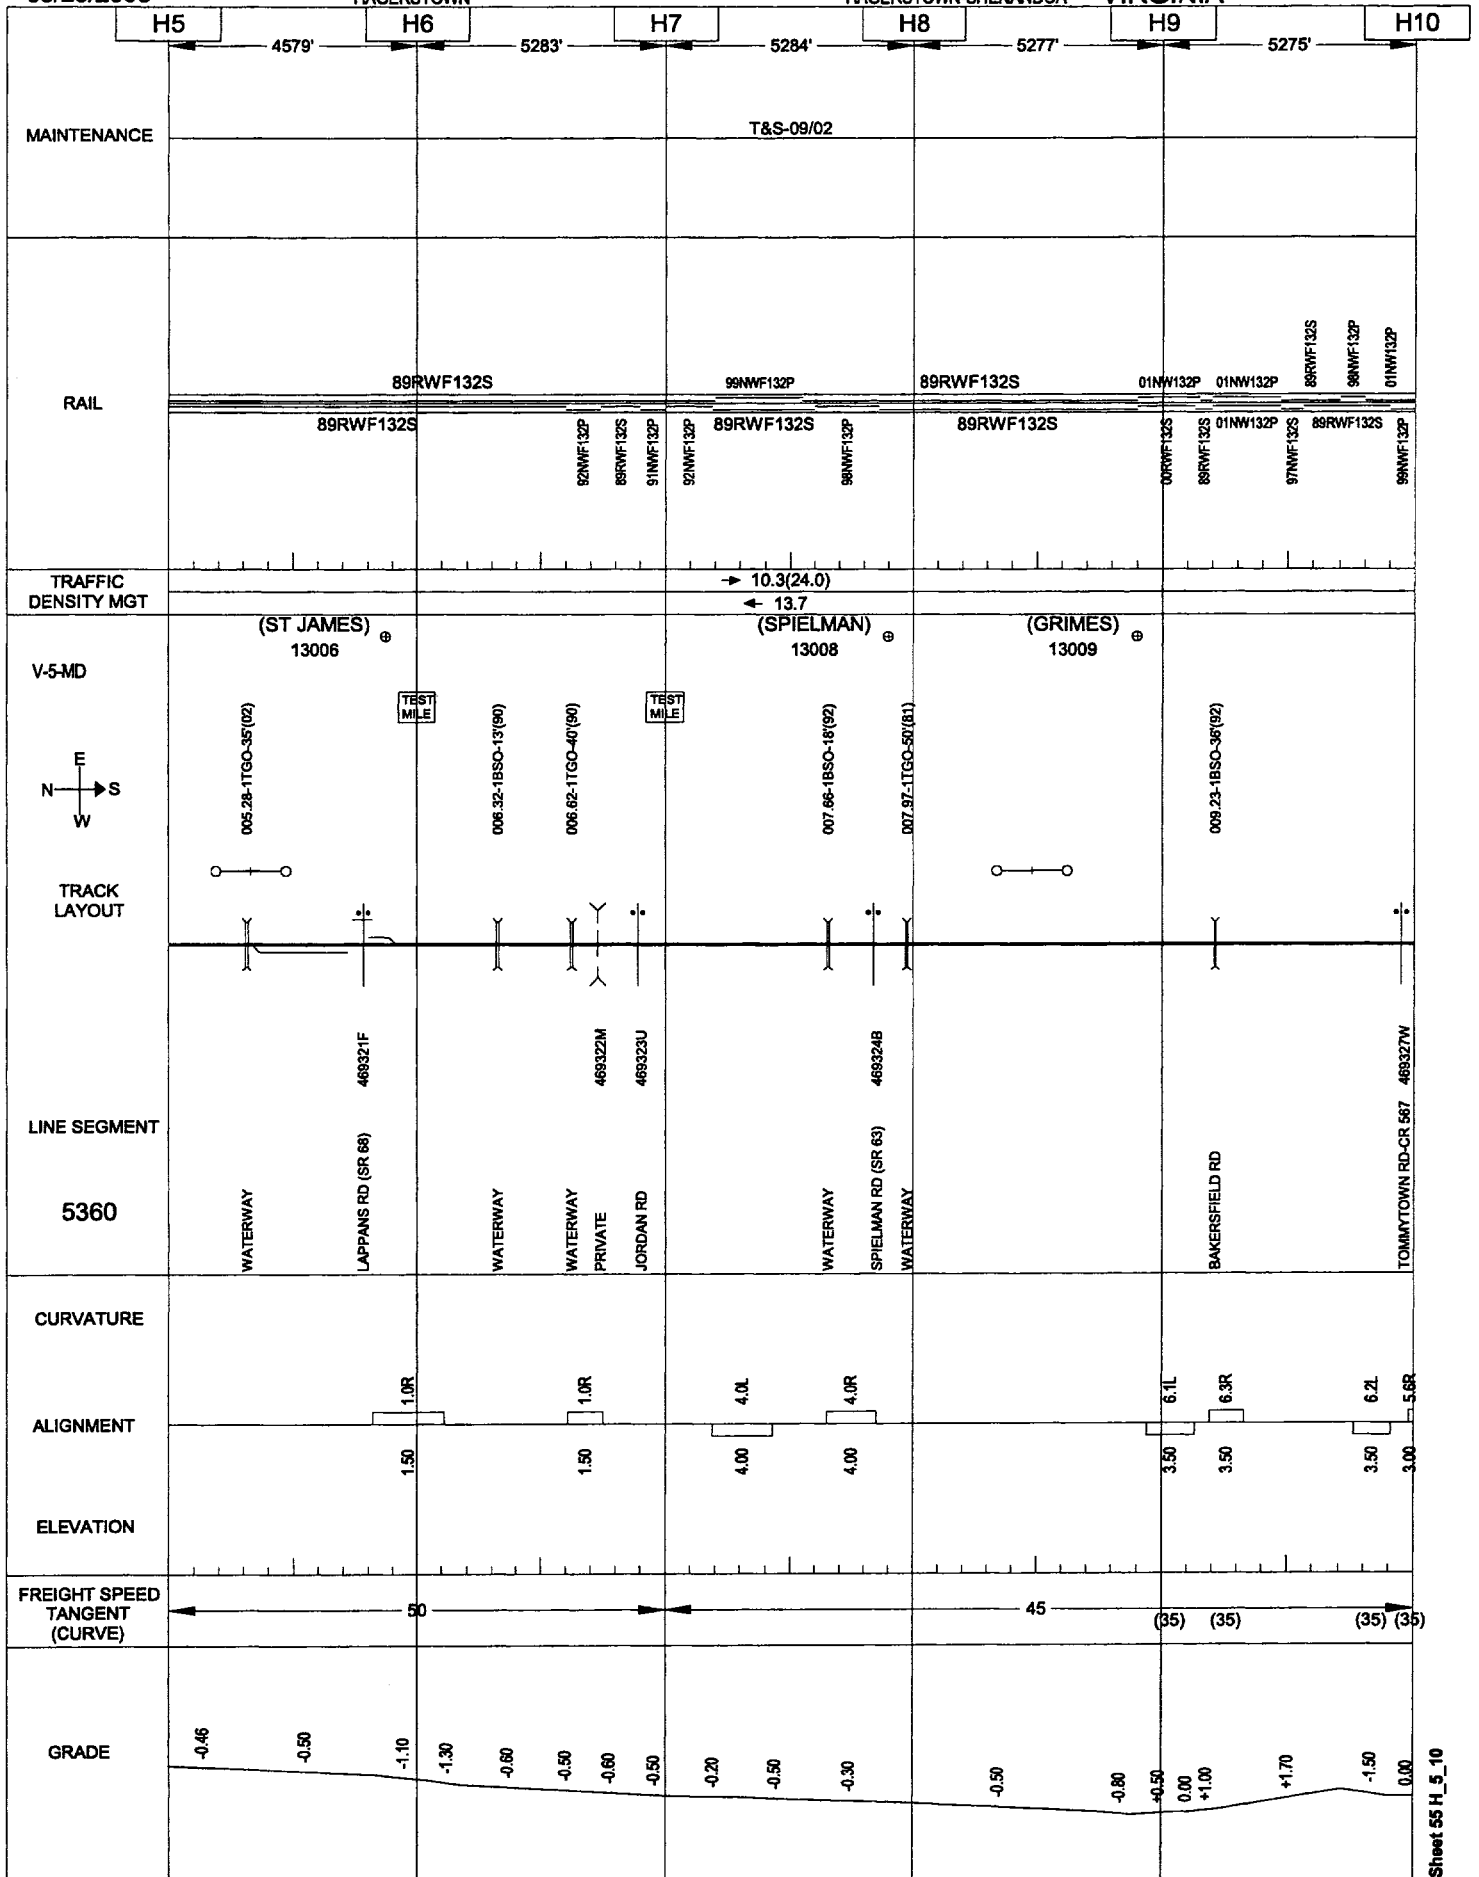 HAGERSTOWN
HAGERSTOWN-SHENANDOA VIRGINIA
H5 H6 H7 H8 H9 H10
4579' 5283' 5284' 5277' 5275'
MAINTENANCE
T&S-09/02
RAIL
89RWF132S 99NWF132P 89RWF132S 01NW132P 01NW132P 89RWF132S 98NWF132P 01NW132P
89RWF132S 92NWF132P 89RWF132S 91NWF132P 92NWF132P 89RWF132S 98NWF132P 89RWF132S 00RWF132S 89RWF132S 01NW132P 97NWF132S 89RWF132S 99NWF132P
TRAFFIC
DENSITY MGT
→ 10.3(24.0)
← 13.7
(ST JAMES) (SPIELMAN) (GRIMES)
13006 13008 13009
V-5-MD
TEST
MILE
TEST
MILE
005.28-1TGO-35'(02) 006.32-1BSO-13'(90) 006.62-1TGO-40'(90) 007.66-1BSO-18'(92) 007.97-1TGO-50'(81) 009.23-1BSO-36'(92)
E
N S
W
TRACK
LAYOUT
469321F 469322M 469323U 469324B 469327W
LINE SEGMENT
5360
WATERWAY
LAPPANS RD (SR 68)
WATERWAY
WATERWAY
PRIVATE
JORDAN RD
WATERWAY
SPIELMAN RD (SR 63)
WATERWAY
BAKERSFIELD RD
TOMMYTOWN RD-CR 567
CURVATURE
1.0R 1.0R 4.0L 4.0R 6.1L 6.3R 6.2L 5.6R
ALIGNMENT
1.50 1.50 4.00 4.00 3.50 3.50 3.50 3.00
ELEVATION
FREIGHT SPEED
TANGENT
(CURVE)
50 45
(35) (35) (35) (35)
GRADE
-0.46 -0.50 -1.10 -1.30 -0.60 -0.50 -0.60 -0.50 -0.20 -0.50 -0.30 -0.50 -0.80 +0.50 0.00 +1.00 +1.70 -1.50 0.00
Sheet 55 H_5_10